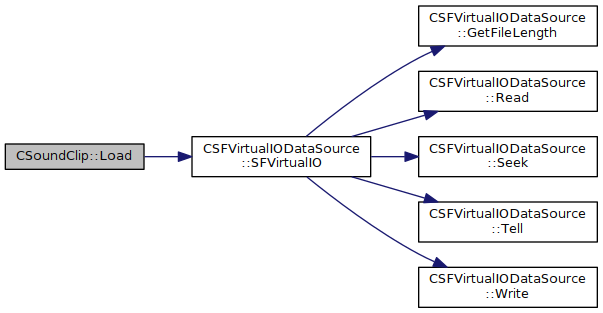 CSoundClip::Load
CSFVirtualIODataSource
::SFVirtualIO
CSFVirtualIODataSource
::GetFileLength
CSFVirtualIODataSource
::Read
CSFVirtualIODataSource
::Seek
CSFVirtualIODataSource
::Tell
CSFVirtualIODataSource
::Write